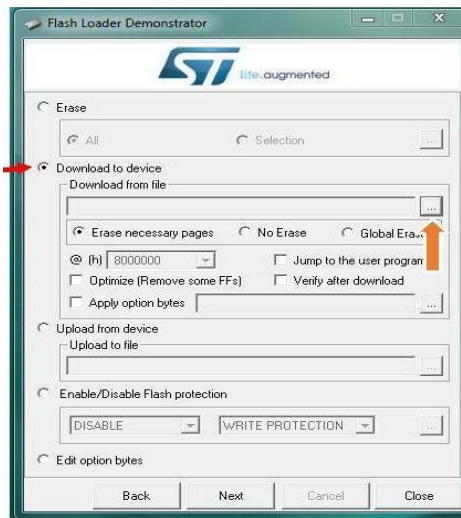 Flash Loader Demonstrator
life.augmented
Erase
All Selection ...
Download to device
Download from file
...
Erase necessary pages No Erase Global
@ (h) 8000000 Jump to the user program
Optimize (Remove some FFs) Verify after download
Apply option bytes ...
Upload from device
Upload to file
...
Enable/Disable Flash protection
DISABLE WRITE PROTECTION ...
Edit option bytes
Back Next Cancel Close